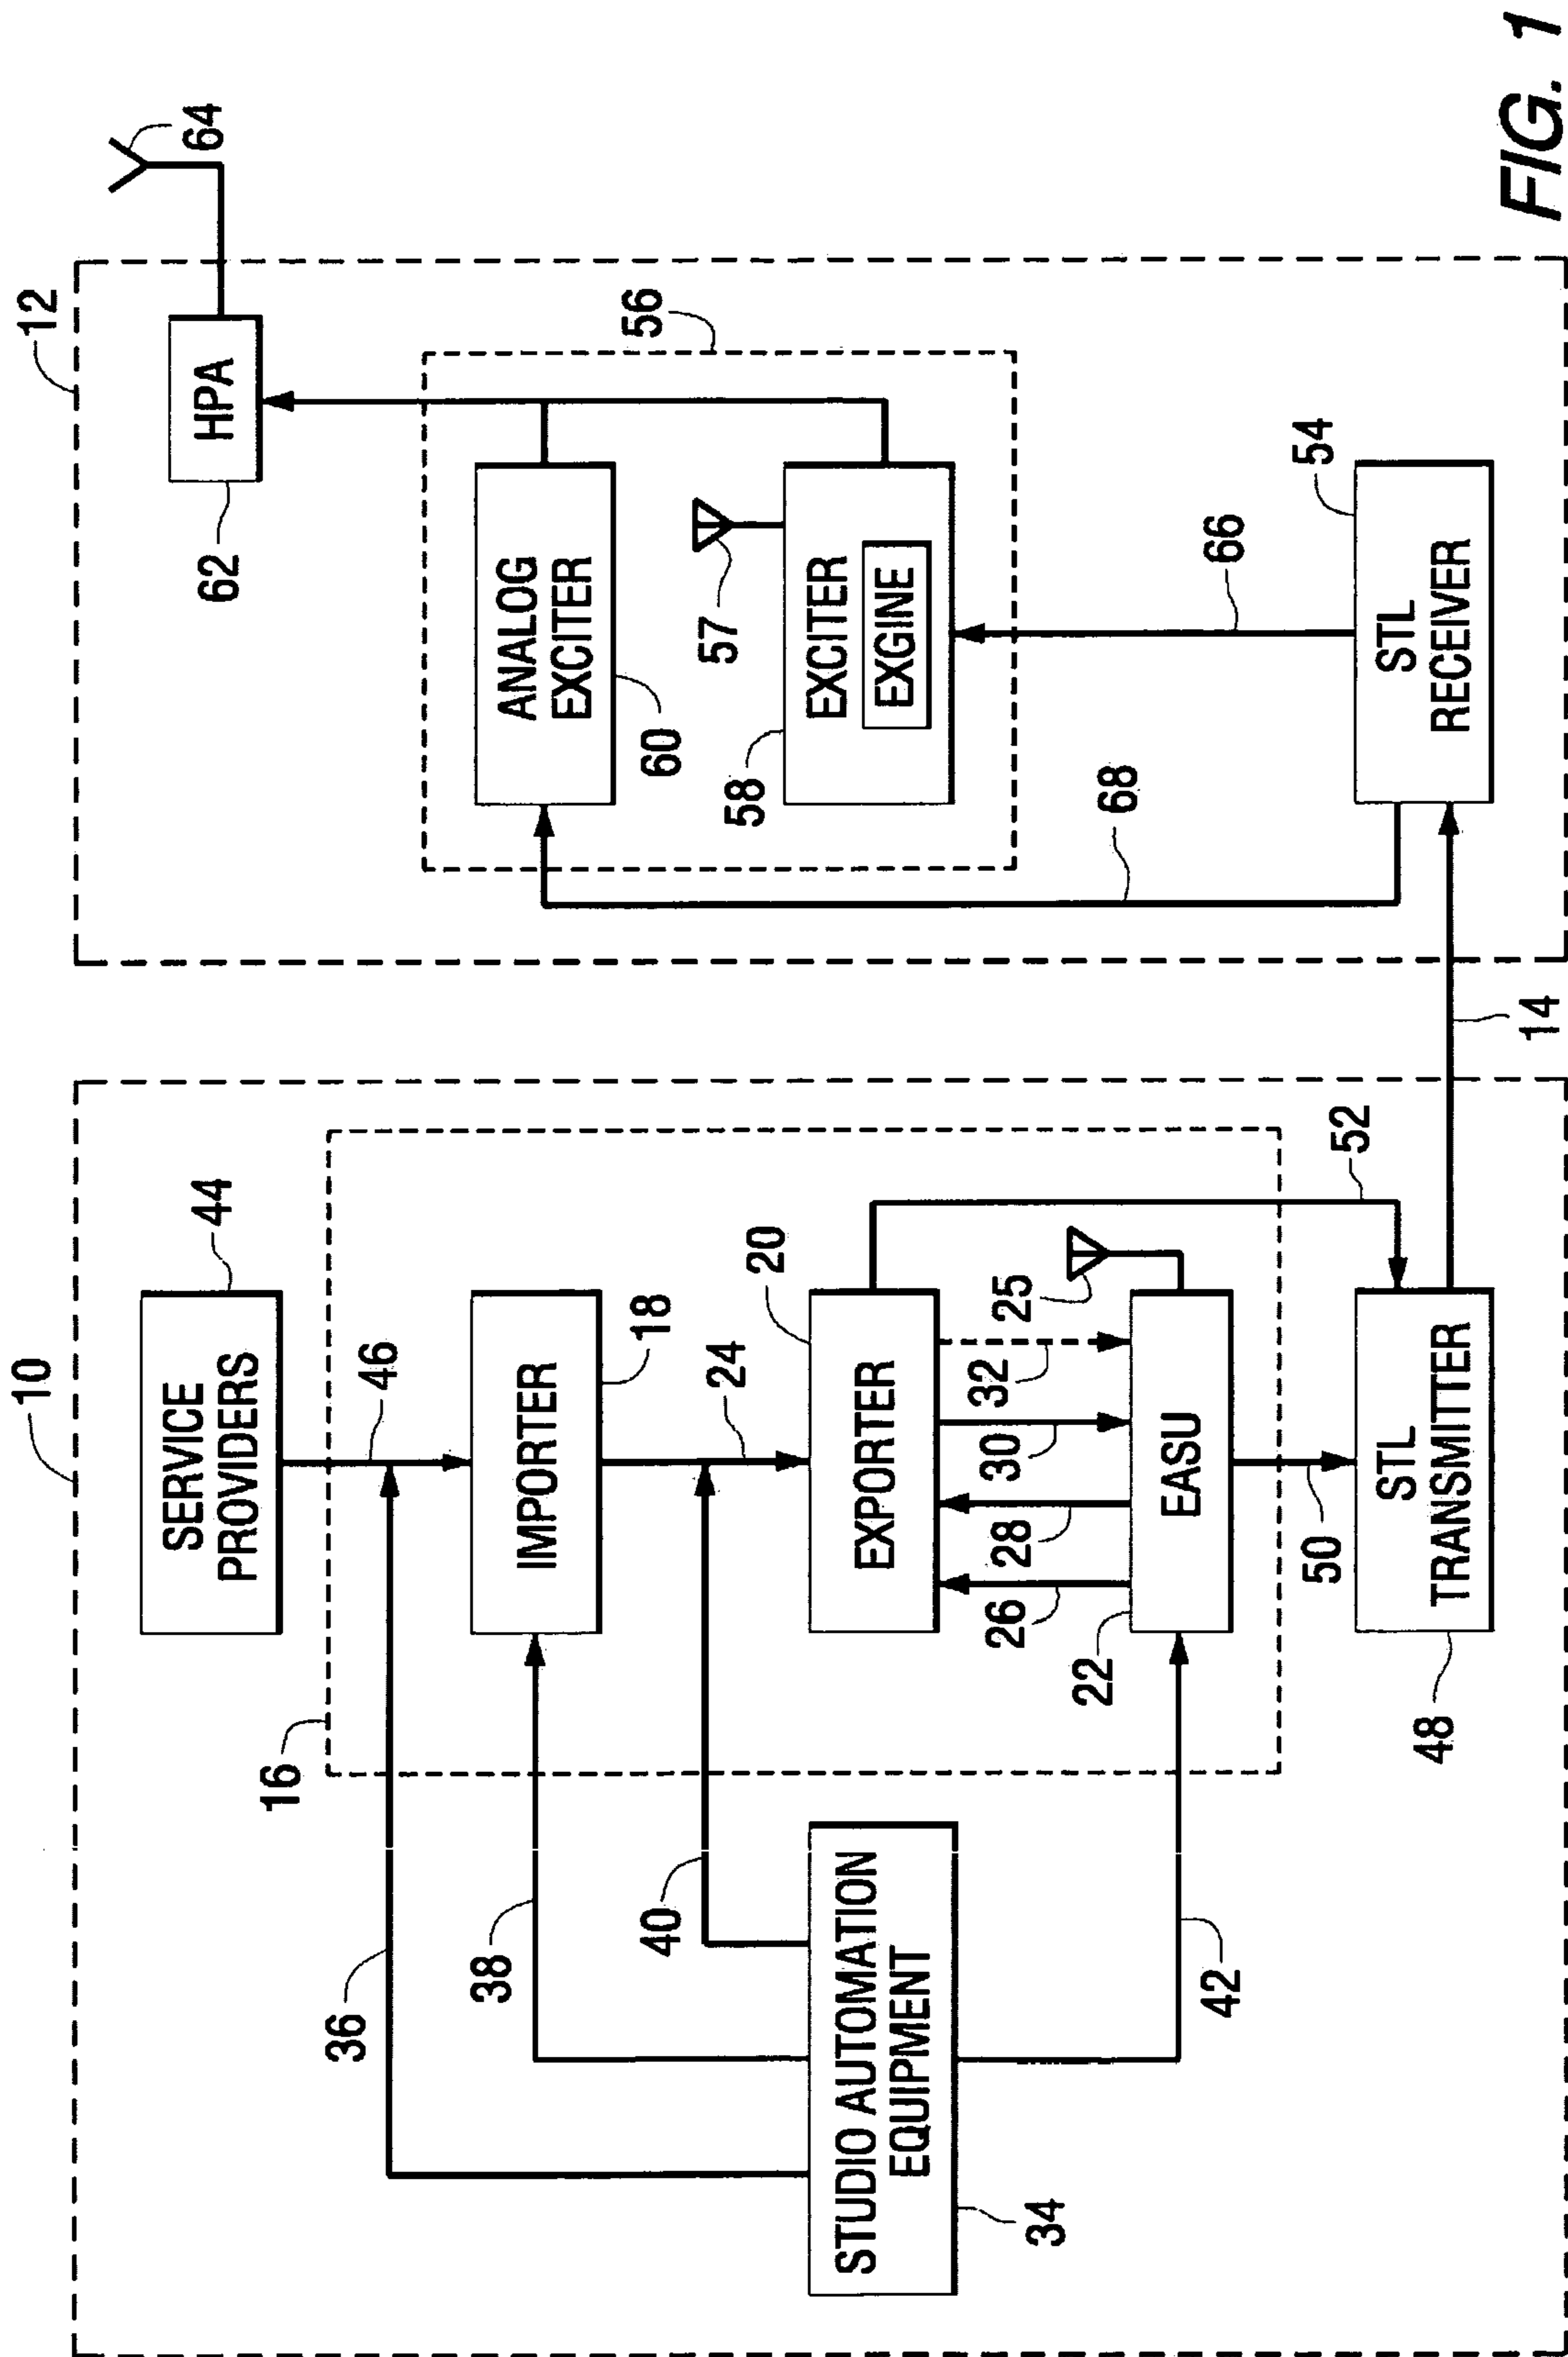 10
12
SERVICE
PROVIDERS
44
46
16
36
IMPORTER
18
38
24
40
EXPORTER
20
STUDIO AUTOMATION
EQUIPMENT
34
26
28
30
32
25
22
EASU
42
50
52
STL
TRANSMITTER
48
14
HPA
62
64
56
ANALOG
EXCITER
60
57
EXCITER
EXGINE
58
66
68
STL
RECEIVER
54
FIG. 1